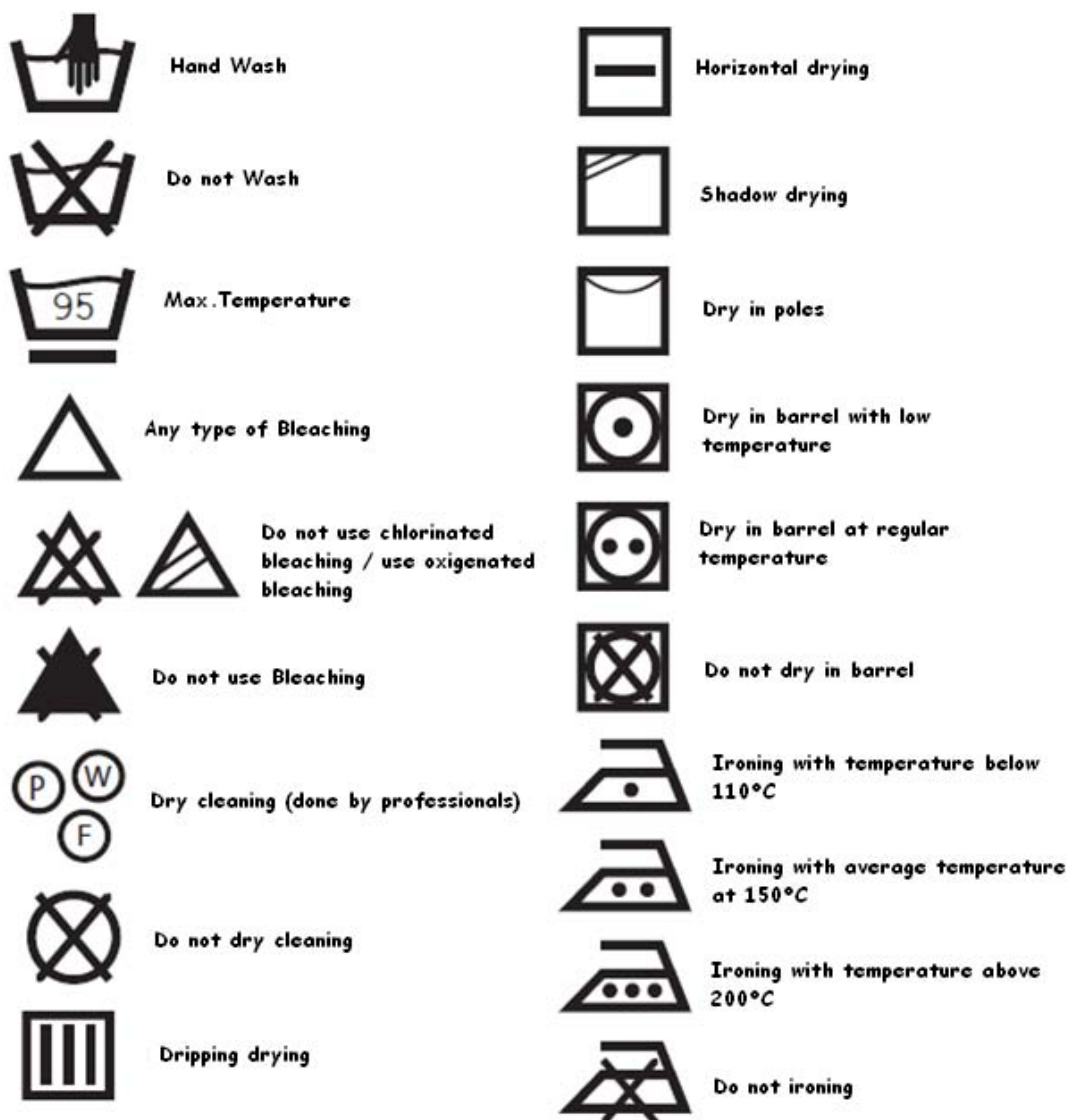 Hand Wash
Do not Wash
95
Max.Temperature
Any type of Bleaching
Do not use chlorinated
bleaching / use oxigenated
bleaching
Do not use Bleaching
P
W
F
Dry cleaning (done by professionals)
Do not dry cleaning
Dripping drying
Horizontal drying
Shadow drying
Dry in poles
Dry in barrel with low
temperature
Dry in barrel at regular
temperature
Do not dry in barrel
Ironing with temperature below
110°C
Ironing with average temperature
at 150°C
Ironing with temperature above
200°C
Do not ironing